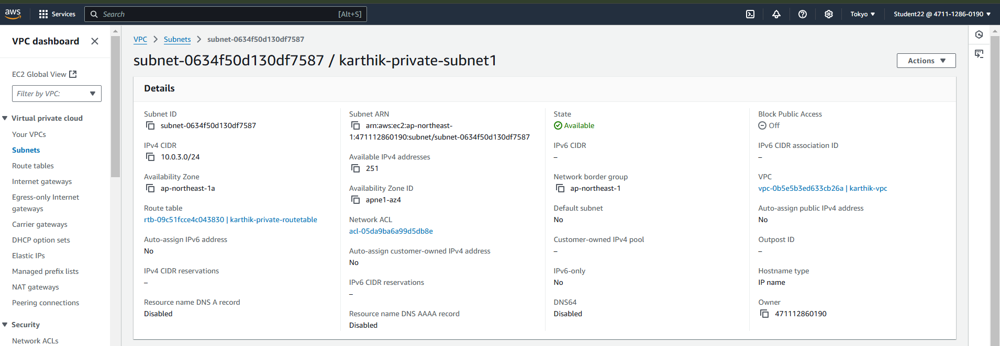 aws
Services
Search
[Alt+S]
Tokyo
Student22 @ 4711-1286-0190
VPC dashboard
EC2 Global View
Filter by VPC:
Virtual private cloud
Your VPCs
Subnets
Route tables
Internet gateways
Egress-only Internet
gateways
Carrier gateways
DHCP option sets
Elastic IPs
Managed prefix lists
NAT gateways
Peering connections
Security
Network ACLs
VPC > Subnets > subnet-0634f50d130df7587
subnet-0634f50d130df7587 / karthik-private-subnet1
Actions
Details
Subnet ID
subnet-0634f50d130df7587
IPv4 CIDR
10.0.3.0/24
Availability Zone
ap-northeast-1a
Route table
rtb-09c51fcce4c043830 | karthik-private-routetable
Auto-assign IPv6 address
No
IPv4 CIDR reservations
–
Resource name DNS A record
Disabled
Subnet ARN
arn:aws:ec2:ap-northeast-
1:471112860190:subnet/subnet-0634f50d130df7587
Available IPv4 addresses
251
Availability Zone ID
apne1-az4
Network ACL
acl-05da9ba6a99d5db8e
Auto-assign customer-owned IPv4 address
No
IPv6 CIDR reservations
–
Resource name DNS AAAA record
Disabled
State
Available
IPv6 CIDR
–
Network border group
ap-northeast-1
Default subnet
No
Customer-owned IPv4 pool
–
IPv6-only
No
DNS64
Disabled
Block Public Access
Off
IPv6 CIDR association ID
–
VPC
vpc-0b5e5b3ed633cb26a | karthik-vpc
Auto-assign public IPv4 address
No
Outpost ID
–
Hostname type
IP name
Owner
471112860190